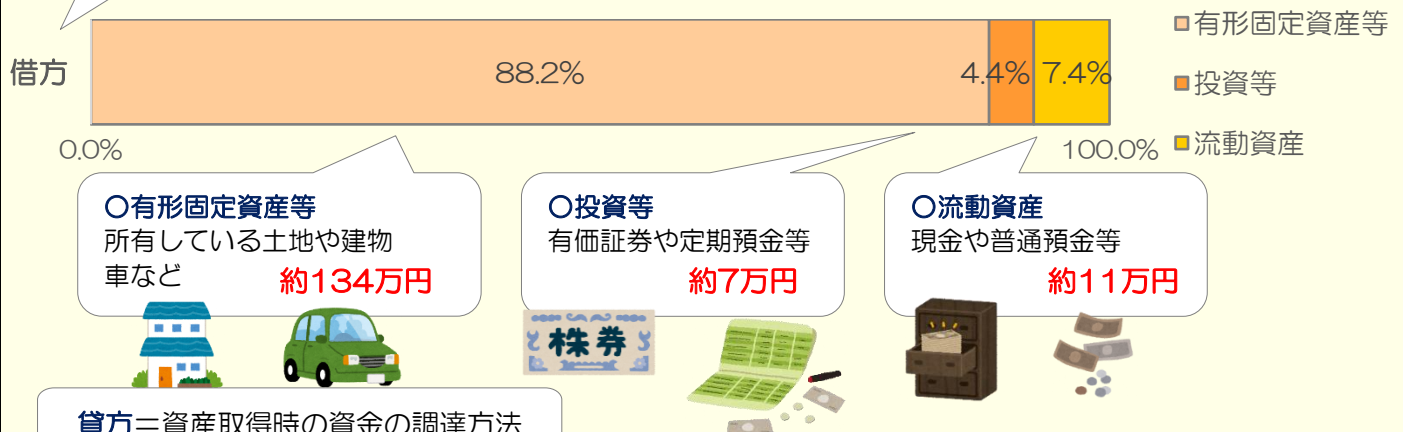 借方
88.2%
4.4%
7.4%
0.0%
100.0%
有形固定資産等
投資等
流動資産
〇有形固定資産等
所有している土地や建物
車など
約134万円
〇投資等
有価証券や定期預金等
約7万円
〇流動資産
現金や普通預金等
約11万円
株券
貸方=資産取得時の資金の調達方法